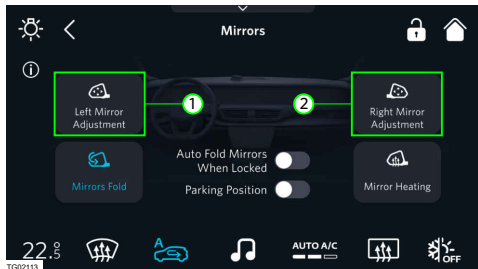 Mirrors
1
2
Left Mirror
Adjustment
Right Mirror
Adjustment
Mirrors Fold
Auto Fold Mirrors
When Locked
Parking Position
Mirror Heating
22.5°
A
AUTO A/C
OFF
TG02113